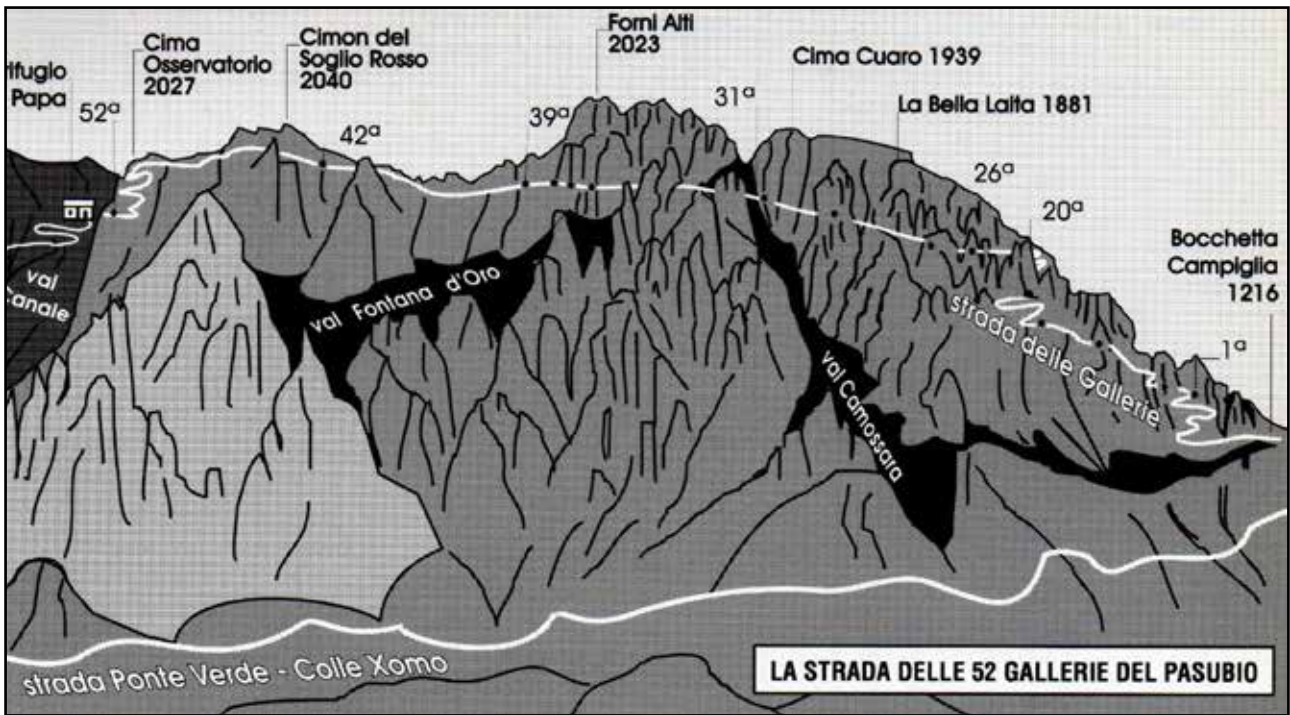 rifugio
Papa
52ª
Cima
Osservatorio
2027
Cimon del
Soglio Rosso
2040
42ª
39ª
Forni Alti
2023
31ª
Cima Cuaro 1939
La Bella Laita 1881
26ª
20ª
Bocchetta
Campiglia
1216
1ª
val
Canale
val Fontana d'Oro
val Camossara
strada delle Gallerie
strada Ponte Verde - Colle Xomo
LA STRADA DELLE 52 GALLERIE DEL PASUBIO